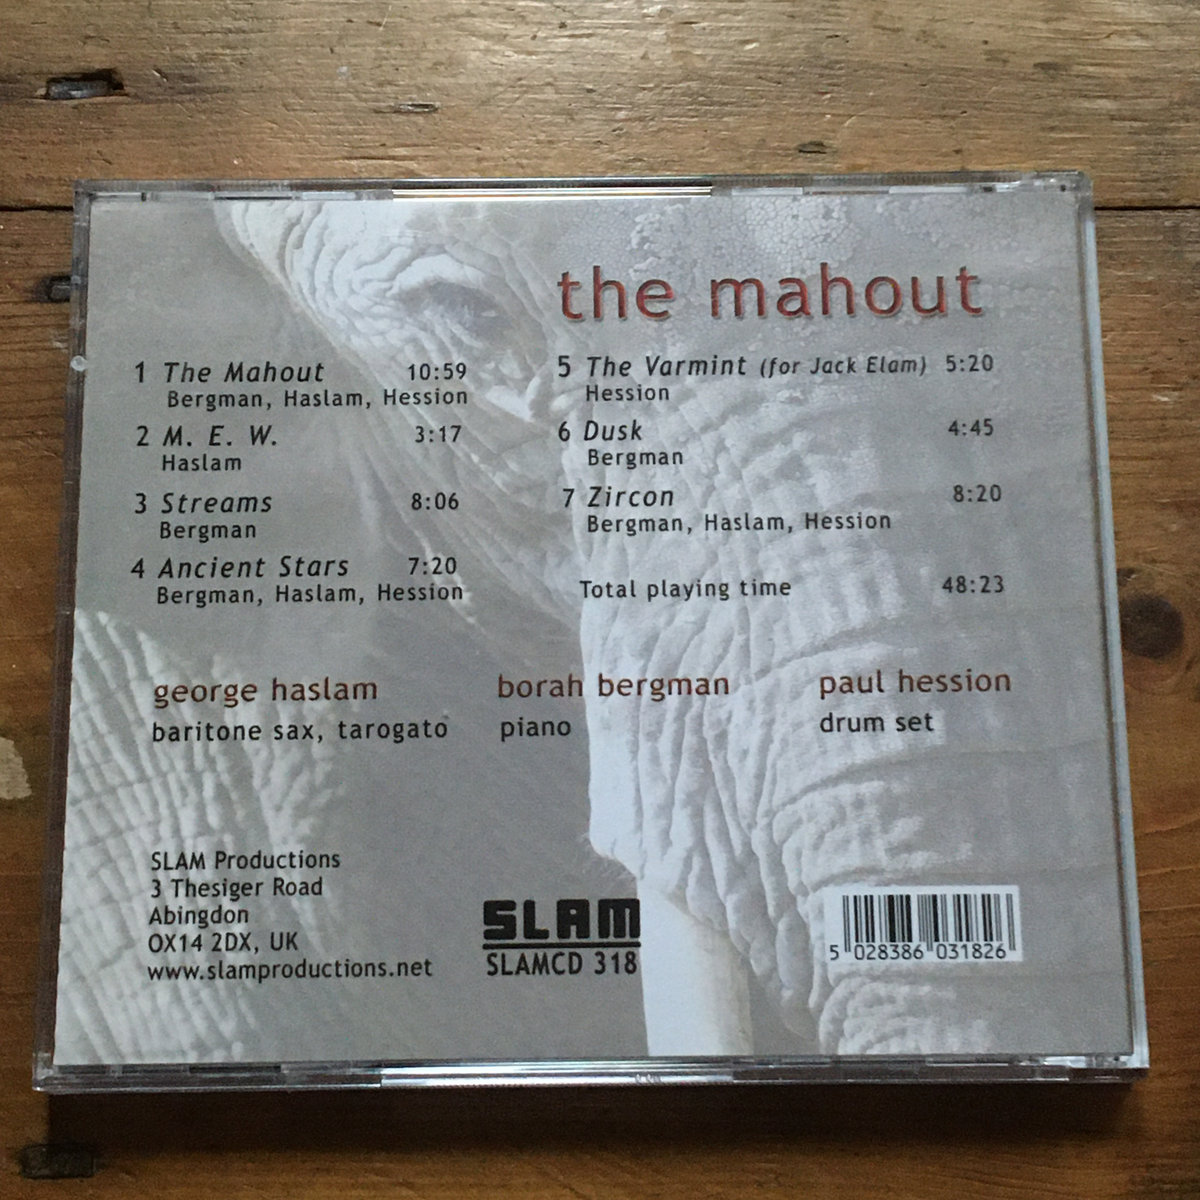 the mahout
1 The Mahout 10:59
Bergman, Haslam, Hession
2 M. E. W. 3:17
Haslam
3 Streams 8:06
Bergman
4 Ancient Stars 7:20
Bergman, Haslam, Hession
5 The Varmint (for Jack Elam) 5:20
Hession
6 Dusk 4:45
Bergman
7 Zircon 8:20
Bergman, Haslam, Hession
Total playing time 48:23
george haslam
baritone sax, tarogato
borah bergman
piano
paul hession
drum set
SLAM Productions
3 Thesiger Road
Abingdon
OX14 2DX, UK
www.slamproductions.net
SLAM
SLAMCD 318
5 028386 031826